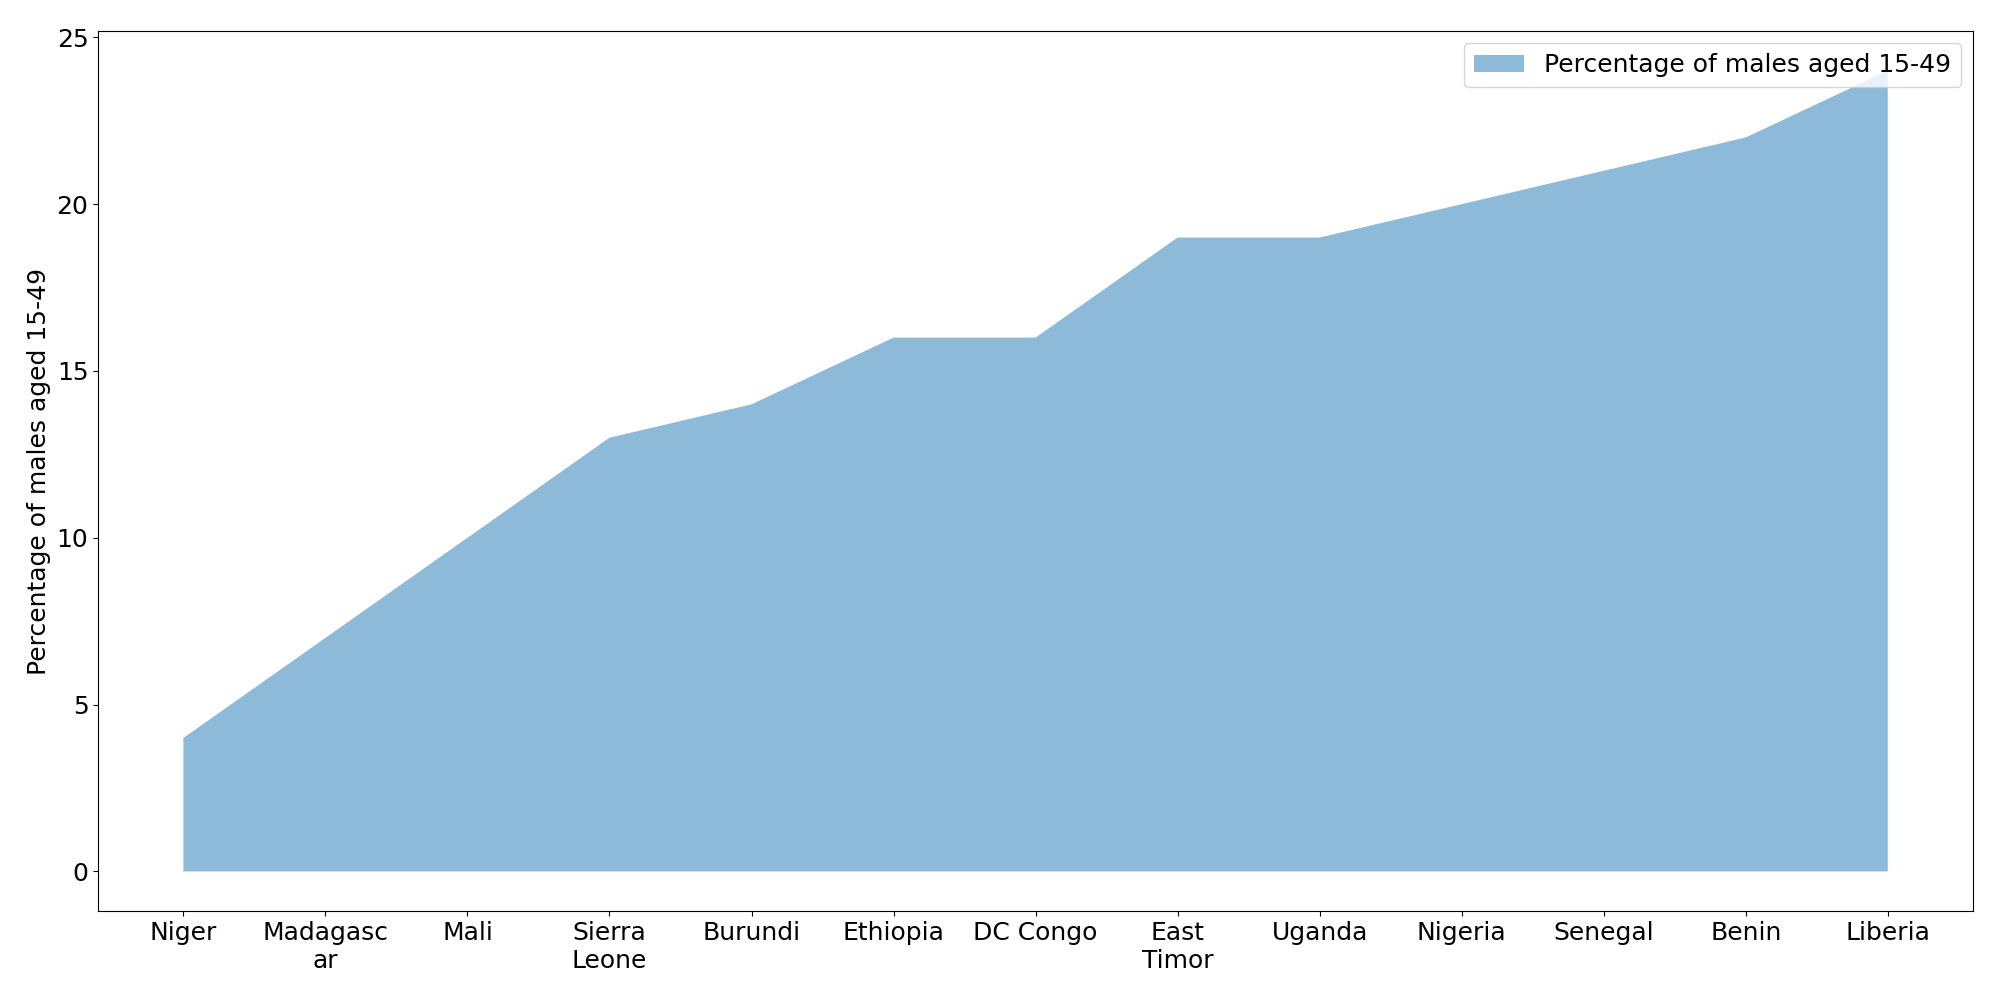 Percentage of males aged 15-49
25
20
15
10
5
0
Percentage of males aged 15-49
Niger
Madagasc
ar
Mali
Sierra
Leone
Burundi
Ethiopia
DC Congo
East
Timor
Uganda
Nigeria
Senegal
Benin
Liberia